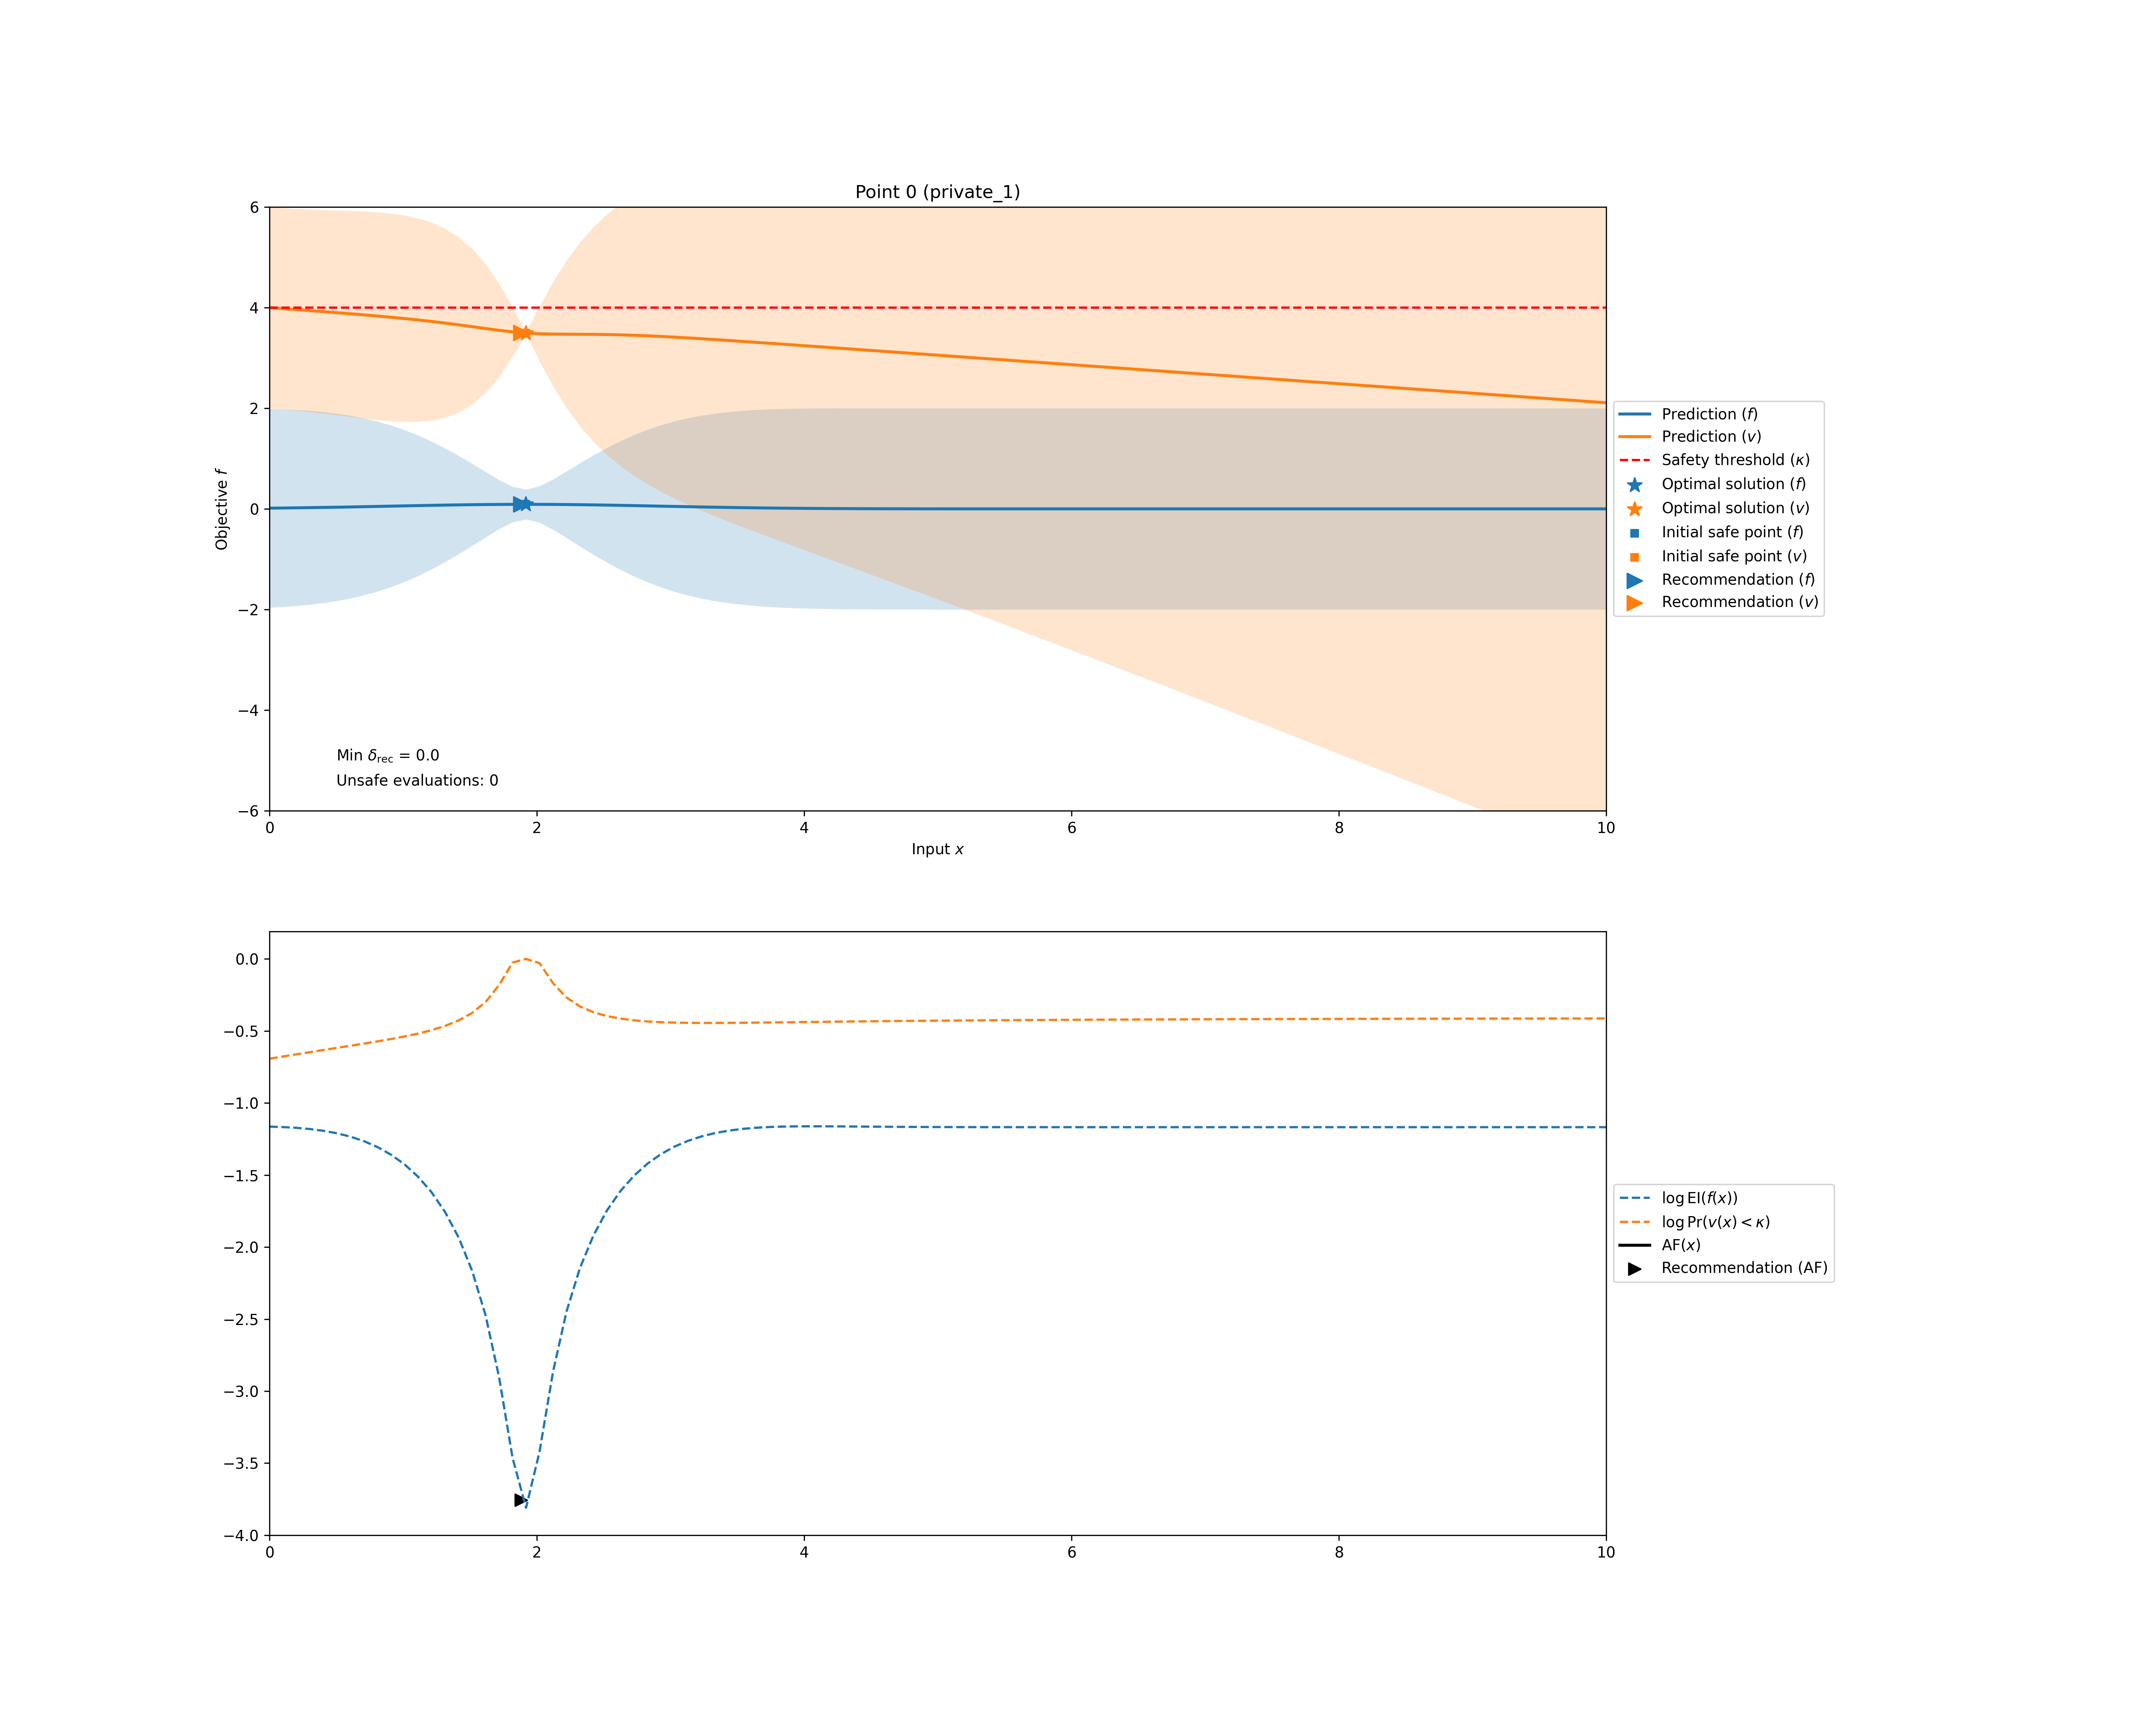 Point 0 (private_1)
6
4
2
0
−2
−4
−6
Objective f
Min δrec = 0.0
Unsafe evaluations: 0
0 2 4 6 8 10
Input x
Prediction (f)
Prediction (v)
Safety threshold (κ)
Optimal solution (f)
Optimal solution (v)
Initial safe point (f)
Initial safe point (v)
Recommendation (f)
Recommendation (v)
0.0
−0.5
−1.0
−1.5
−2.0
−2.5
−3.0
−3.5
−4.0
0 2 4 6 8 10
log EI(f(x))
log Pr(v(x) < κ)
AF(x)
Recommendation (AF)